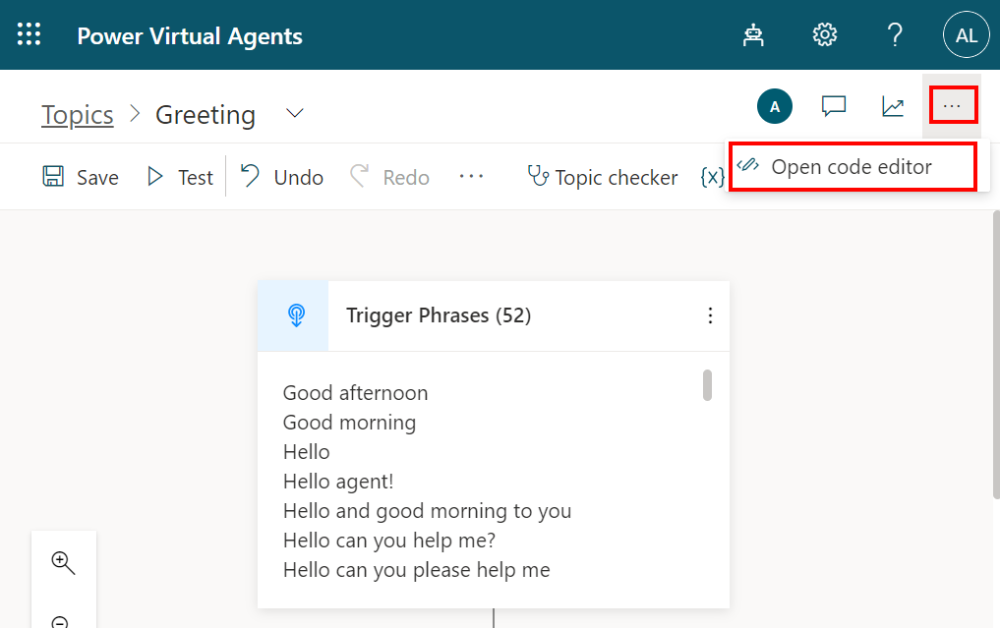 Power Virtual Agents
?
AL
Topics > Greeting
A
...
Save
Test
Undo
Redo
...
Topic checker
{x}
Open code editor
Trigger Phrases (52)
Good afternoon
Good morning
Hello
Hello agent!
Hello and good morning to you
Hello can you help me?
Hello can you please help me